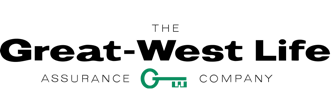 THE
Great-West Life
ASSURANCE COMPANY